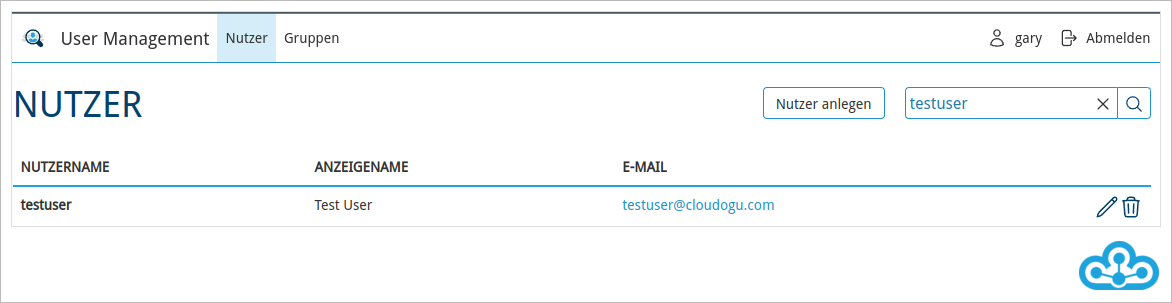 User Management Nutzer Gruppen gary Abmelden
NUTZER Nutzer anlegen testuser
NUTZERNAME ANZEIGENAME E-MAIL
testuser Test User testuser@cloudogu.com